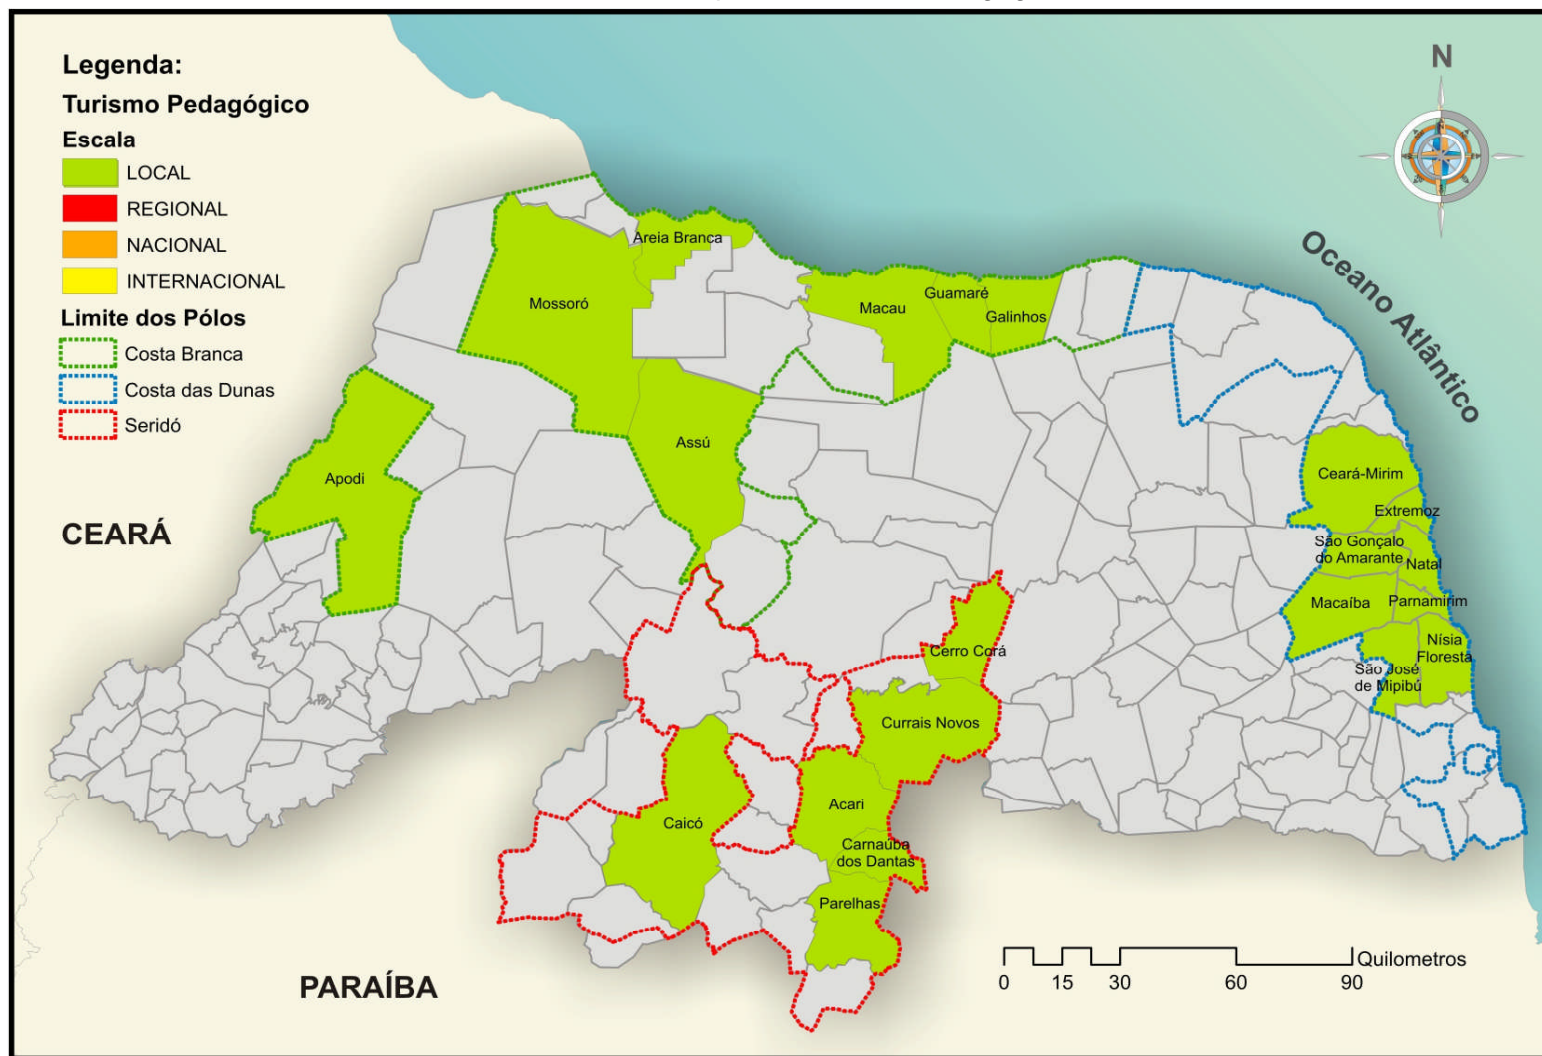 Legenda:
Turismo Pedagógico
Escala
LOCAL
REGIONAL
NACIONAL
INTERNACIONAL
Limite dos Pólos
Costa Branca
Costa das Dunas
Seridó
N
Oceano Atlântico
Areia Branca
Mossoró
Macau
Guamaré
Galinhos
Assú
Apodi
CEARÁ
Ceará-Mirim
Extremoz
São Gonçalo
do Amarante
Natal
Macaíba
Parnamirim
Nísia
Floresta
São José
de Mipibú
Cerro Corá
Currais Novos
Acari
Caicó
Carnaúba
dos Dantas
Parelhas
PARAÍBA
Quilometros
0 15 30 60 90